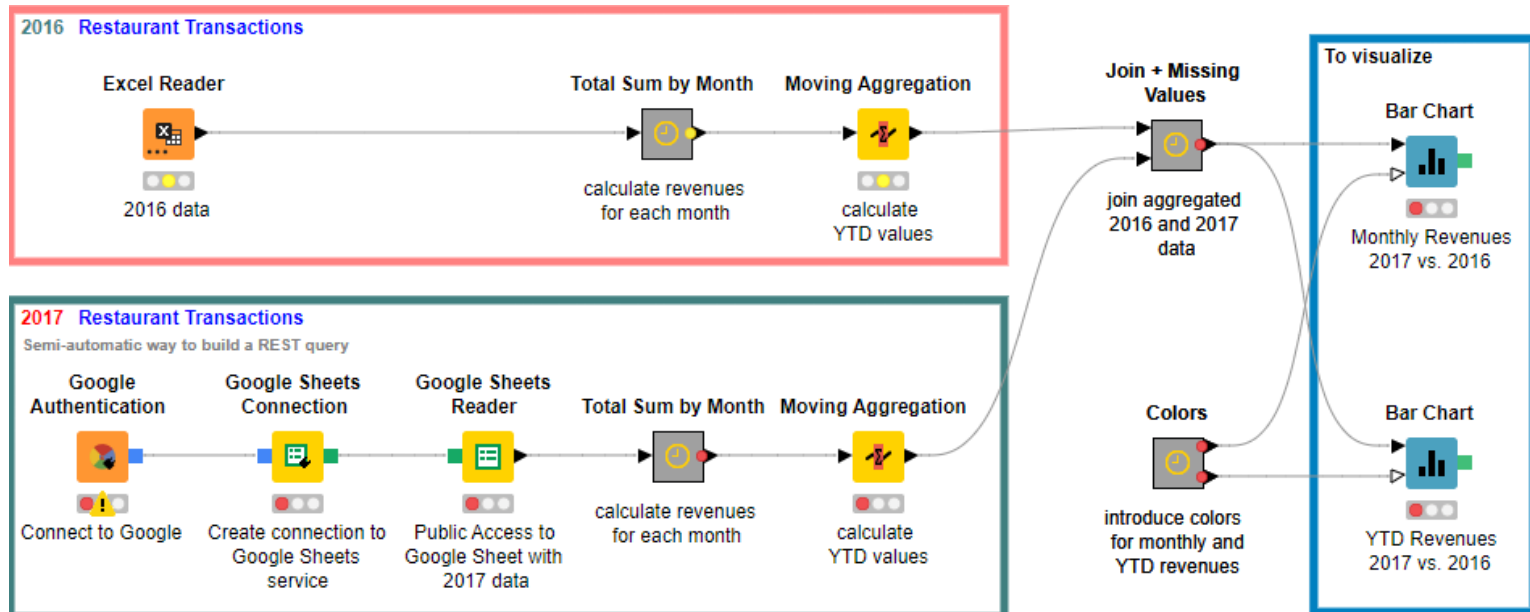 2016 Restaurant Transactions
Excel Reader
2016 data
Total Sum by Month
calculate revenues
for each month
Moving Aggregation
calculate
YTD values
Join + Missing
Values
join aggregated
2016 and 2017
data
To visualize
Bar Chart
Monthly Revenues
2017 vs. 2016
2017 Restaurant Transactions
Semi-automatic way to build a REST query
Google
Authentication
Connect to Google
Google Sheets
Connection
Create connection to
Google Sheets
service
Google Sheets
Reader
Public Access to
Google Sheet with
2017 data
Total Sum by Month
calculate revenues
for each month
Moving Aggregation
calculate
YTD values
Colors
introduce colors
for monthly and
YTD revenues
Bar Chart
YTD Revenues
2017 vs. 2016